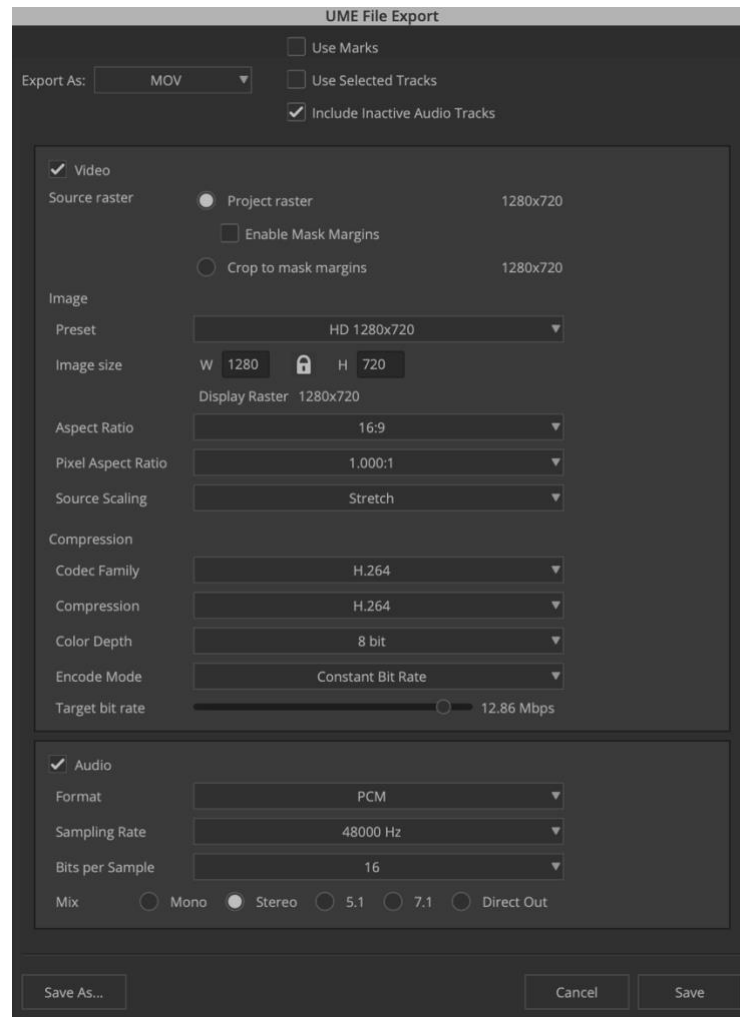 UME File Export
Use Marks
Export As: MOV
Use Selected Tracks
Include Inactive Audio Tracks
Video
Source raster Project raster 1280x720
Enable Mask Margins
Crop to mask margins 1280x720
Image
Preset HD 1280x720
Image size W 1280 H 720
Display Raster 1280x720
Aspect Ratio 16:9
Pixel Aspect Ratio 1.000:1
Source Scaling Stretch
Compression
Codec Family H.264
Compression H.264
Color Depth 8 bit
Encode Mode Constant Bit Rate
Target bit rate 12.86 Mbps
Audio
Format PCM
Sampling Rate 48000 Hz
Bits per Sample 16
Mix Mono Stereo 5.1 7.1 Direct Out
Save As... Cancel Save